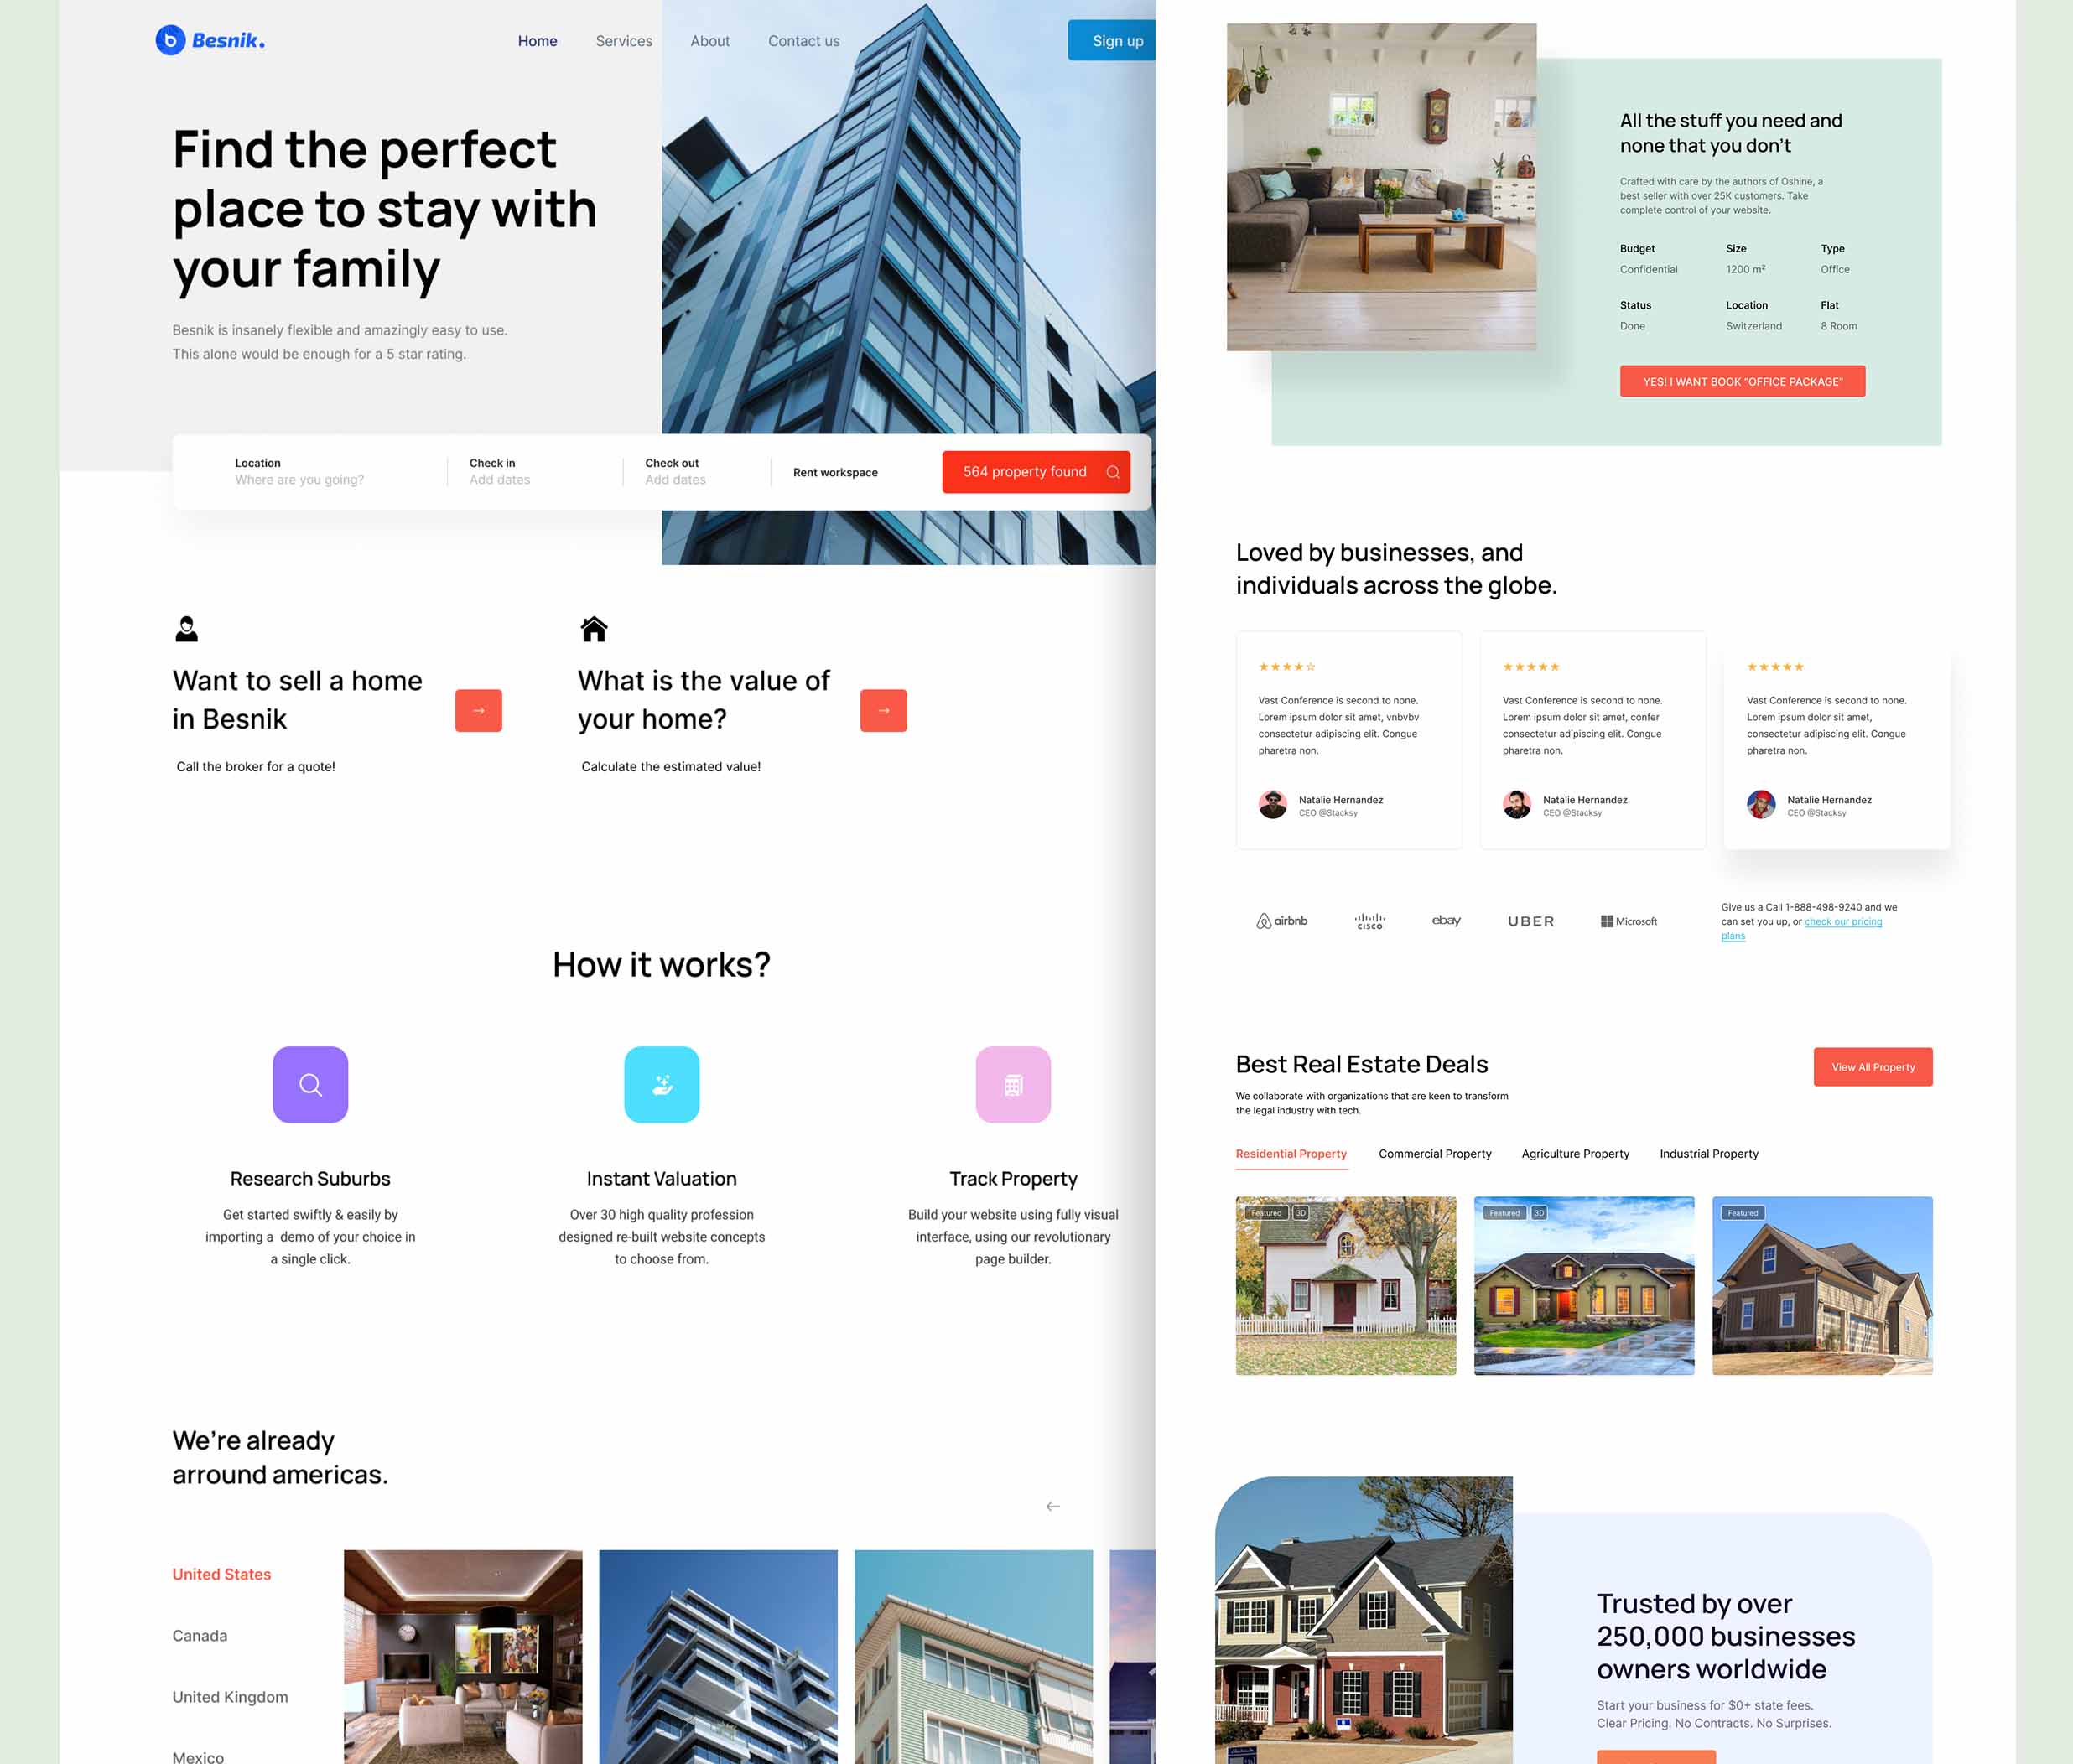 Besnik.
Home
Services
About
Contact us
Sign up
Find the perfect
place to stay with
your family
Besnik is insanely flexible and amazingly easy to use.
This alone would be enough for a 5 star rating.
Location
Where are you going?
Check in
Add dates
Check out
Add dates
Rent workspace
564 property found
Want to sell a home
in Besnik
Call the broker for a quote!
What is the value of
your home?
Calculate the estimated value!
How it works?
Research Suburbs
Get started swiftly & easily by
importing a  demo of your choice in
a single click.
Instant Valuation
Over 30 high quality profession
designed re-built website concepts
to choose from.
Track Property
Build your website using fully visual
interface, using our revolutionary
page builder.
We're already
arround americas.
United States
Canada
United Kingdom
Mexico
All the stuff you need and
none that you don't
Crafted with care by the authors of Oshine, a
best seller with over 25K customers. Take
complete control of your website.
Budget
Confidential
Size
1200 m²
Type
Office
Status
Done
Location
Switzerland
Flat
8 Room
YES! I WANT BOOK "OFFICE PACKAGE"
Loved by businesses, and
individuals across the globe.
Vast Conference is second to none.
Lorem ipsum dolor sit amet, vnbvbv
consectetur adipiscing elit. Congue
pharetra non.
Natalie Hernandez
CEO @Stacksy
Vast Conference is second to none.
Lorem ipsum dolor sit amet, confer
consectetur adipiscing elit. Congue
pharetra non.
Natalie Hernandez
CEO @Stacksy
Vast Conference is second to none.
Lorem ipsum dolor sit amet,
consectetur adipiscing elit. Congue
pharetra non.
Natalie Hernandez
CEO @Stacksy
airbnb
CISCO
ebay
UBER
Microsoft
Give us a Call 1-888-498-9240 and we
can set you up, or check our pricing
plans
Best Real Estate Deals
We collaborate with organizations that are keen to transform
the legal industry with tech.
View All Property
Residential Property
Commercial Property
Agriculture Property
Industrial Property
Featured
3D
Featured
3D
Featured
Trusted by over
250,000 businesses
owners worldwide
Start your business for $0+ state fees.
Clear Pricing. No Contracts. No Surprises.